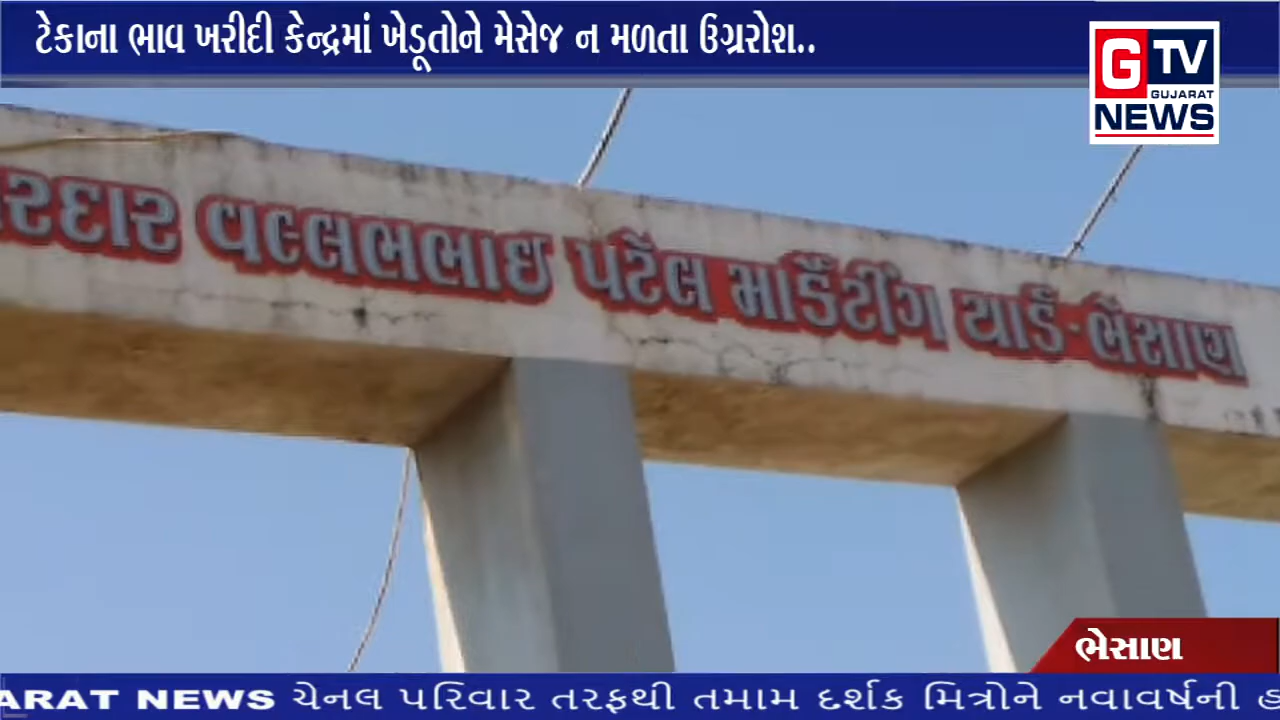 ટેકાના ભાવ ખરીદી કેન્દ્રમાં ખેડૂતોને મેસેજ ન મળતા ઉગ્રરોશ..
G TV
GUJARAT
NEWS
રદાર વલ્લભભાઇ પટેલ માર્કેટીંગ યાર્ડ-ભેંસાણ
ભેસાણ
ARAT NEWS ચેનલ પરિવાર તરફથી તમામ દર્શક મિત્રોને નવાવર્ષની હ